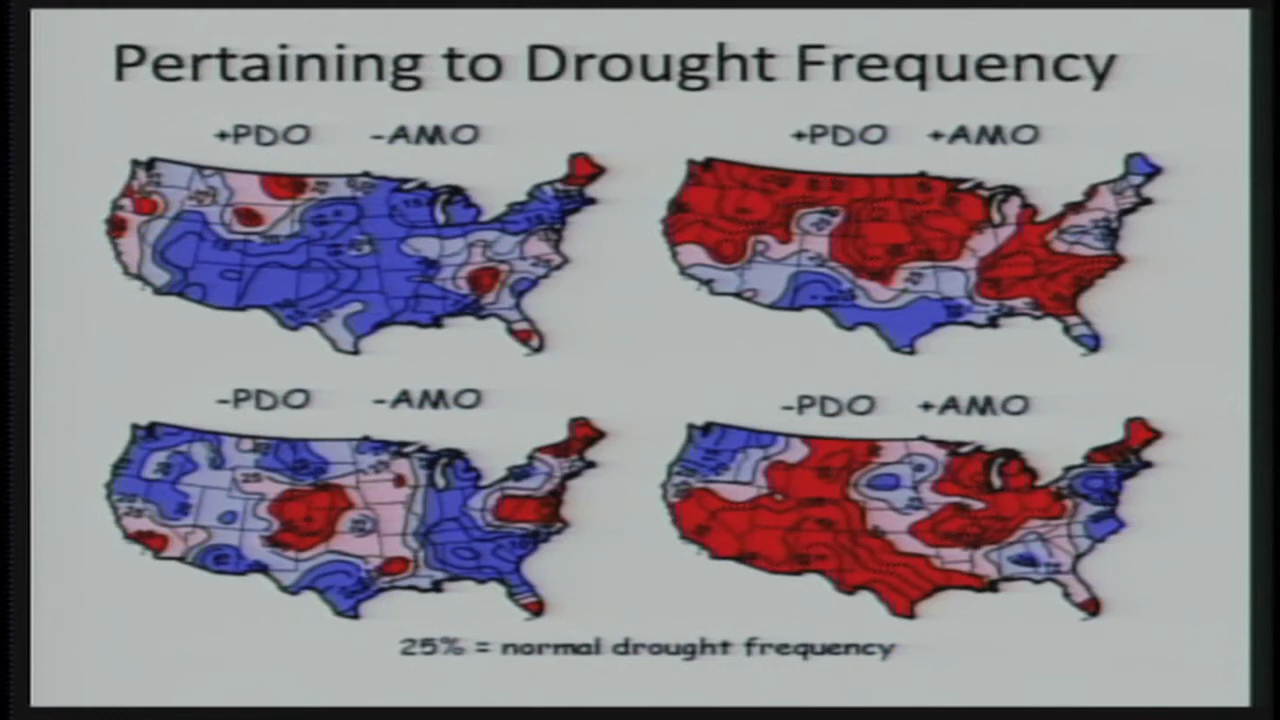 Pertaining to Drought Frequency
+PDO -AMO
+PDO +AMO
-PDO -AMO
-PDO +AMO
25% = normal drought frequency